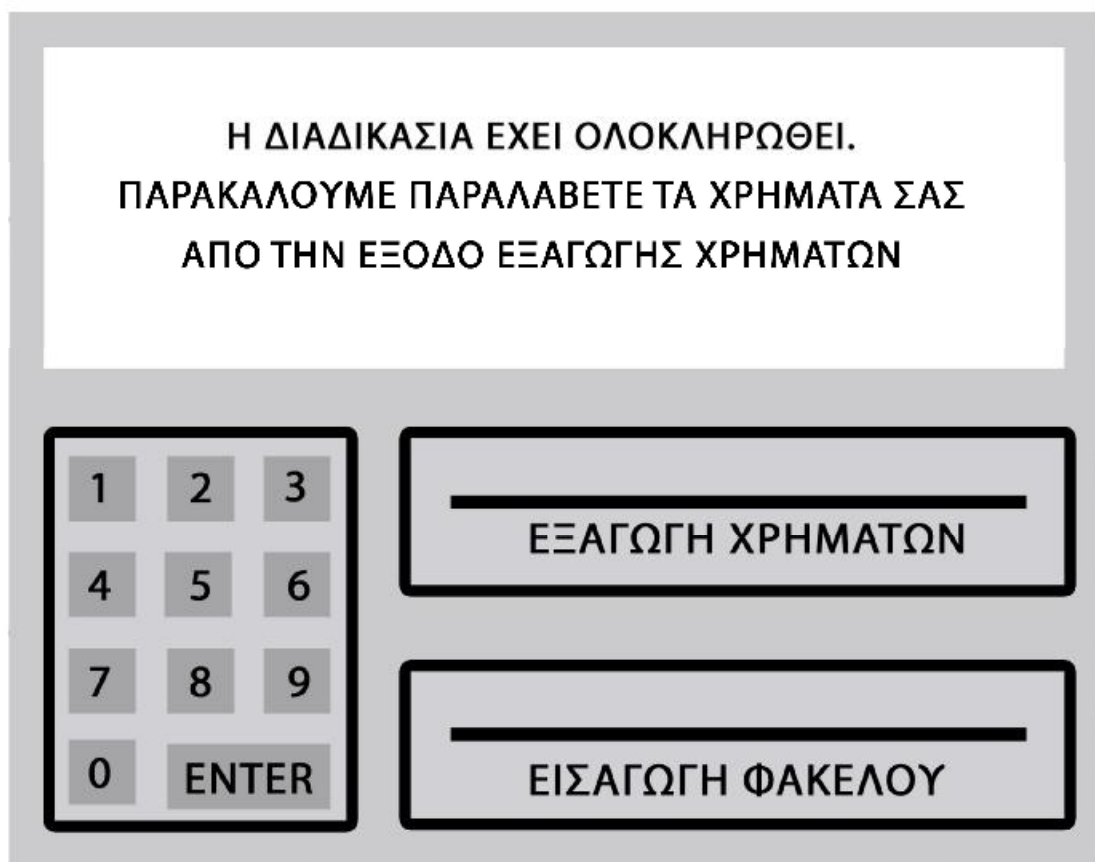 Η ΔΙΑΔΙΚΑΣΙΑ ΕΧΕΙ ΟΛΟΚΛΗΡΩΘΕΙ.
ΠΑΡΑΚΑΛΟΥΜΕ ΠΑΡΑΛΑΒΕΤΕ ΤΑ ΧΡΗΜΑΤΑ ΣΑΣ
ΑΠΟ ΤΗΝ ΕΞΟΔΟ ΕΞΑΓΩΓΗΣ ΧΡΗΜΑΤΩΝ
1 2 3
4 5 6
7 8 9
0 ENTER
ΕΞΑΓΩΓΗ ΧΡΗΜΑΤΩΝ
ΕΙΣΑΓΩΓΗ ΦΑΚΕΛΟΥ